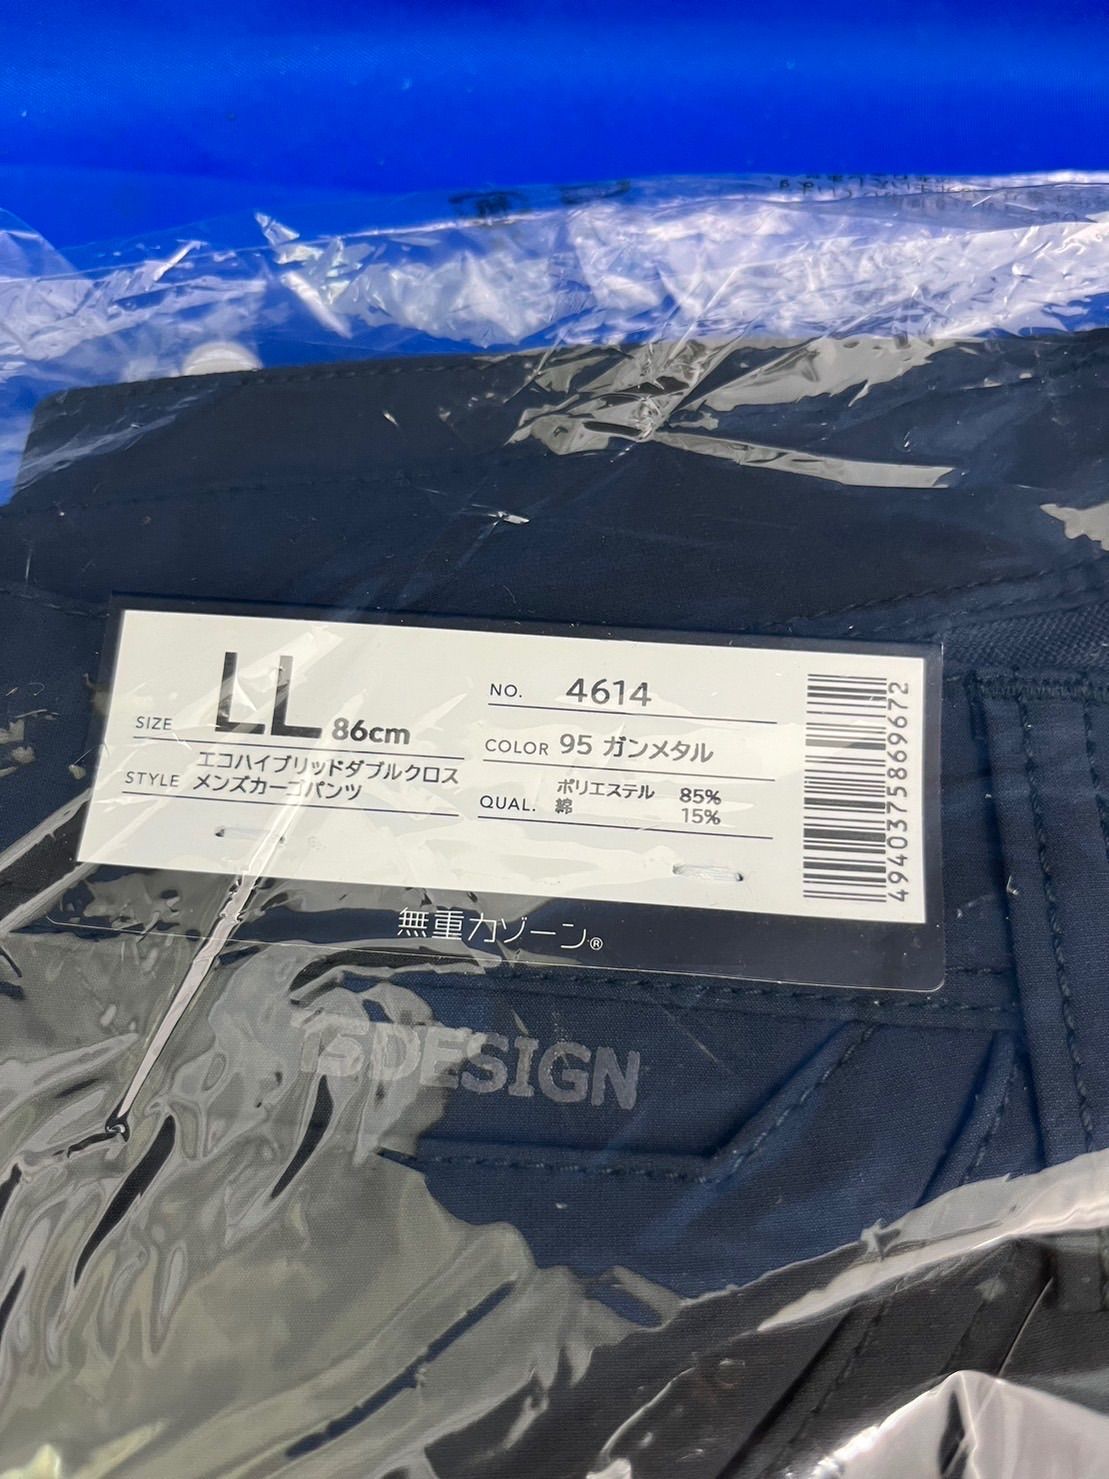 SIZE LL 86cm
STYLE エコハイブリッドダブルクロス
メンズカーゴパンツ
NO. 4614
COLOR 95 ガンメタル
QUAL. ポリエステル 85%
綿 15%
4940375869672
無重力ゾーン®
TSDESIGN